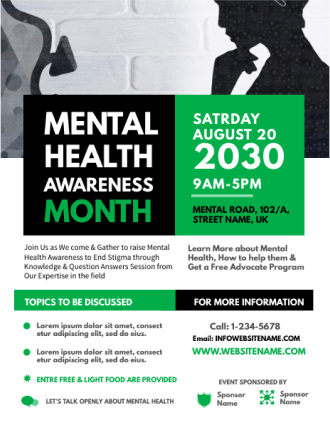 MENTAL
HEALTH
AWARENESS
MONTH
SATRDAY
AUGUST 20
2030
9AM-5PM
MENTAL ROAD, 102/A,
STREET NAME, UK
Join Us as We come & Gather to raise Mental
Health Awareness to End Stigma through
Knowledge & Question Answers Session from
Our Expertise in the field
Learn More about Mental
Health, How to help them &
Get a Free Advocate Program
TOPICS TO BE DISCUSSED
Lorem ipsum dolor sit amet, consect
etur adipiscing elit, sed do eius.
Lorem ipsum dolor sit amet, consect
etur adipiscing elit, sed do eius.
ENTRE FREE & LIGHT FOOD ARE PROVIDED
LET'S TALK OPENLY ABOUT MENTAL HEALTH
FOR MORE INFORMATION
Call: 1-234-5678
Email: INFOWEBSITENAME.COM
WWW.WEBSITENAME.COM
EVENT SPONSORED BY
Sponsor
Name
Sponsor
Name